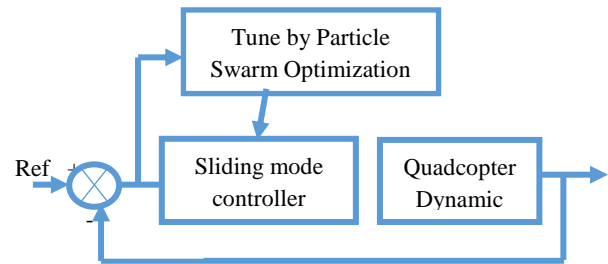 Tune by Particle
Swarm Optimization
Ref
+
-
Sliding mode
controller
Quadcopter
Dynamic